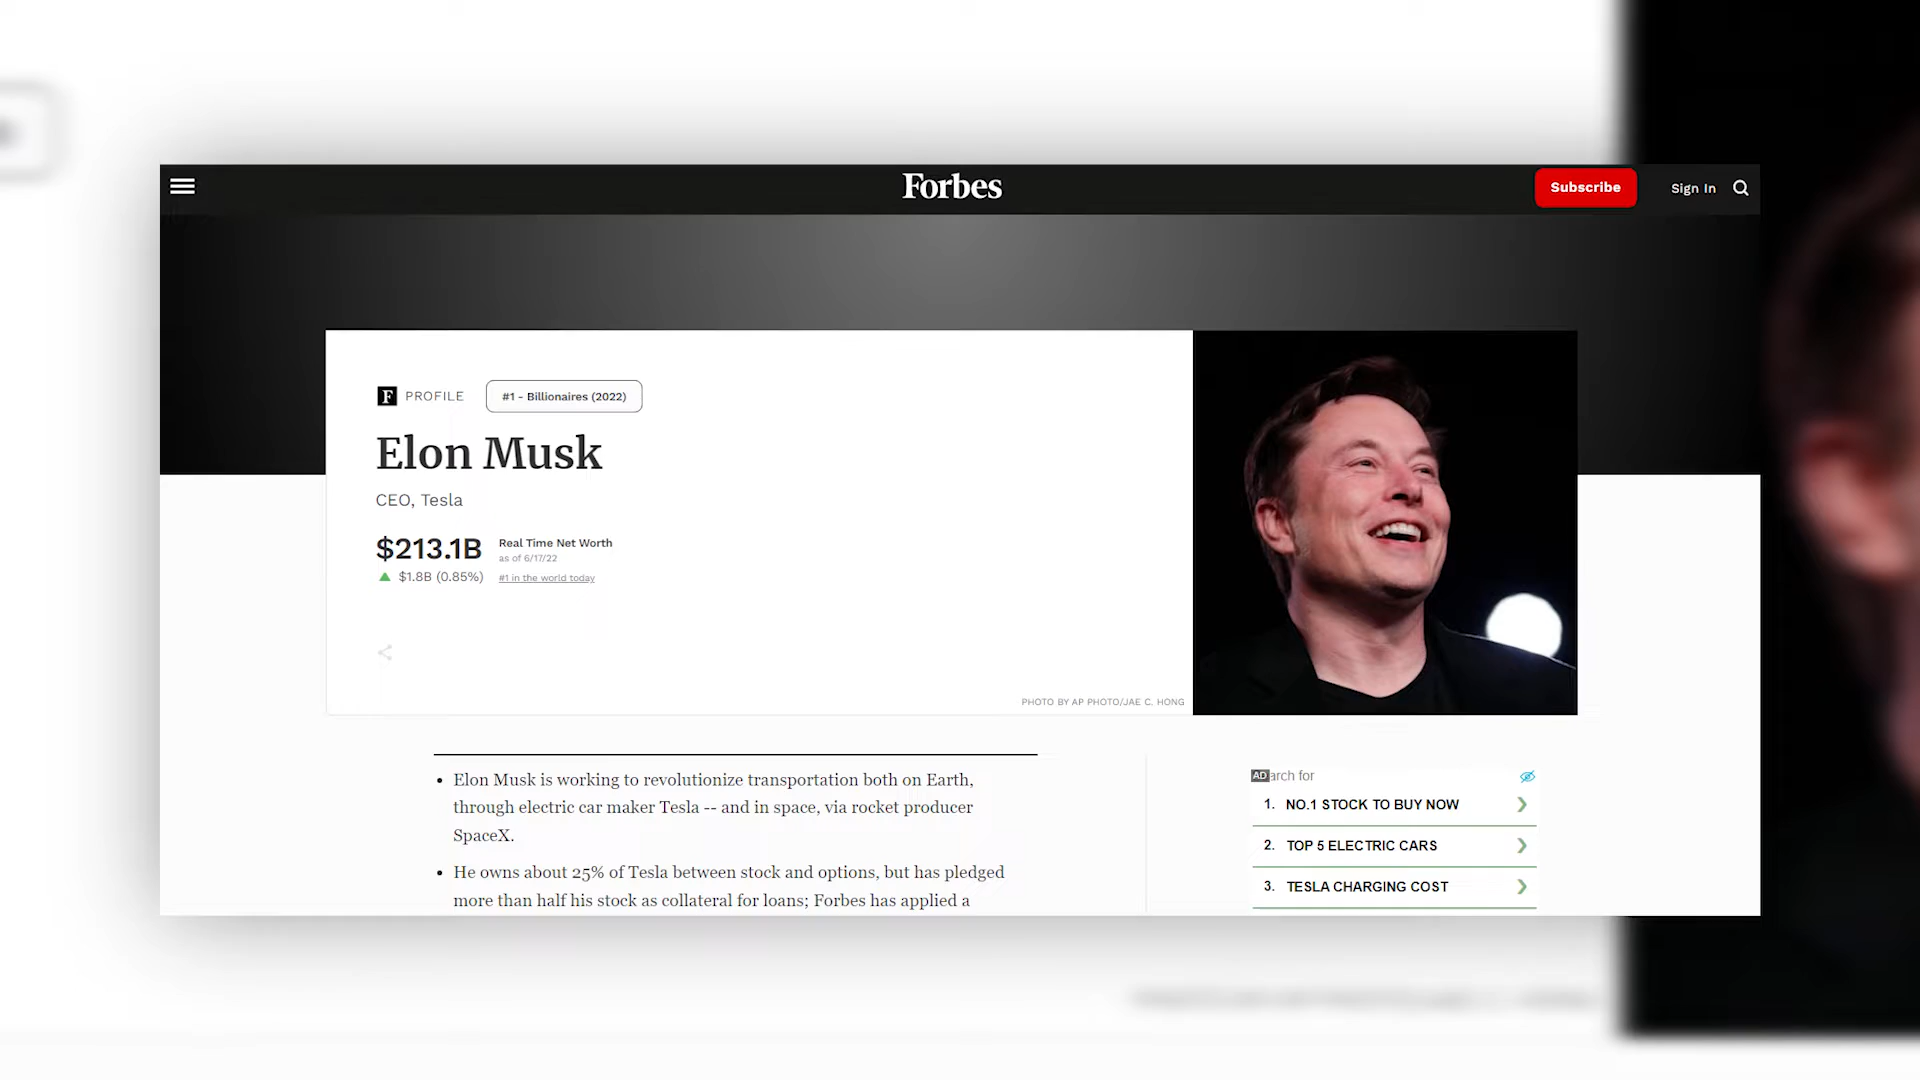 Forbes
Subscribe
Sign In
F PROFILE
#1 - Billionaires (2022)
Elon Musk
CEO, Tesla
$213.1B
Real Time Net Worth
as of 6/17/22
$1.8B (0.85%)
#1 in the world today
PHOTO BY AP PHOTO/JAE C. HONG
• Elon Musk is working to revolutionize transportation both on Earth,
through electric car maker Tesla -- and in space, via rocket producer
SpaceX.
• He owns about 25% of Tesla between stock and options, but has pledged
more than half his stock as collateral for loans; Forbes has applied a
AD arch for
1. NO.1 STOCK TO BUY NOW
2. TOP 5 ELECTRIC CARS
3. TESLA CHARGING COST